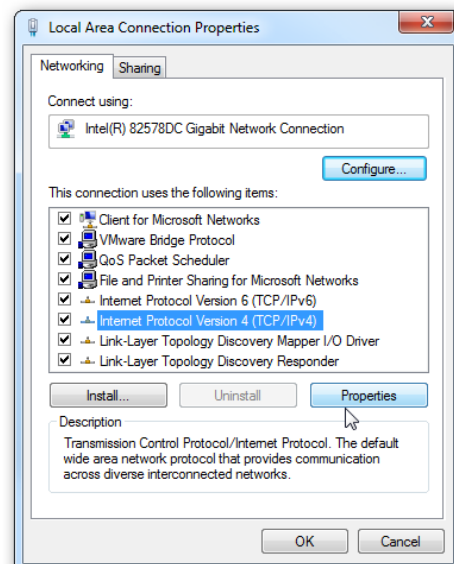 Local Area Connection Properties
Networking
Sharing
Connect using:
Intel(R) 82578DC Gigabit Network Connection
Configure...
This connection uses the following items:
Client for Microsoft Networks
VMware Bridge Protocol
QoS Packet Scheduler
File and Printer Sharing for Microsoft Networks
Internet Protocol Version 6 (TCP/IPv6)
Internet Protocol Version 4 (TCP/IPv4)
Link-Layer Topology Discovery Mapper I/O Driver
Link-Layer Topology Discovery Responder
Install...
Uninstall
Properties
Description
Transmission Control Protocol/Internet Protocol. The default
wide area network protocol that provides communication
across diverse interconnected networks.
OK
Cancel